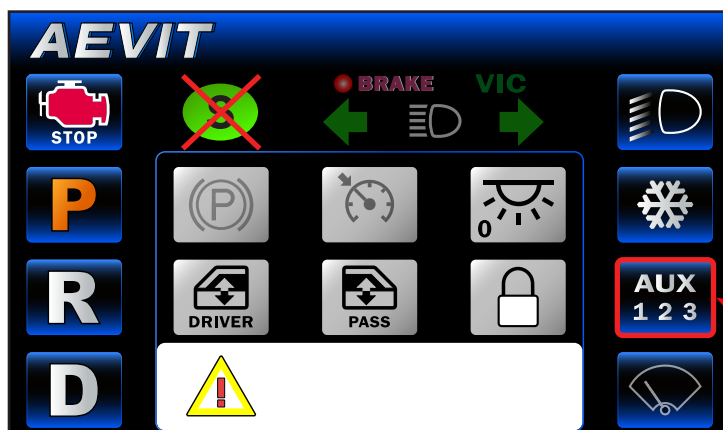 AEVIT
STOP
S
BRAKE
VIC
P
P
0
R
DRIVER
PASS
AUX
1 2 3
D